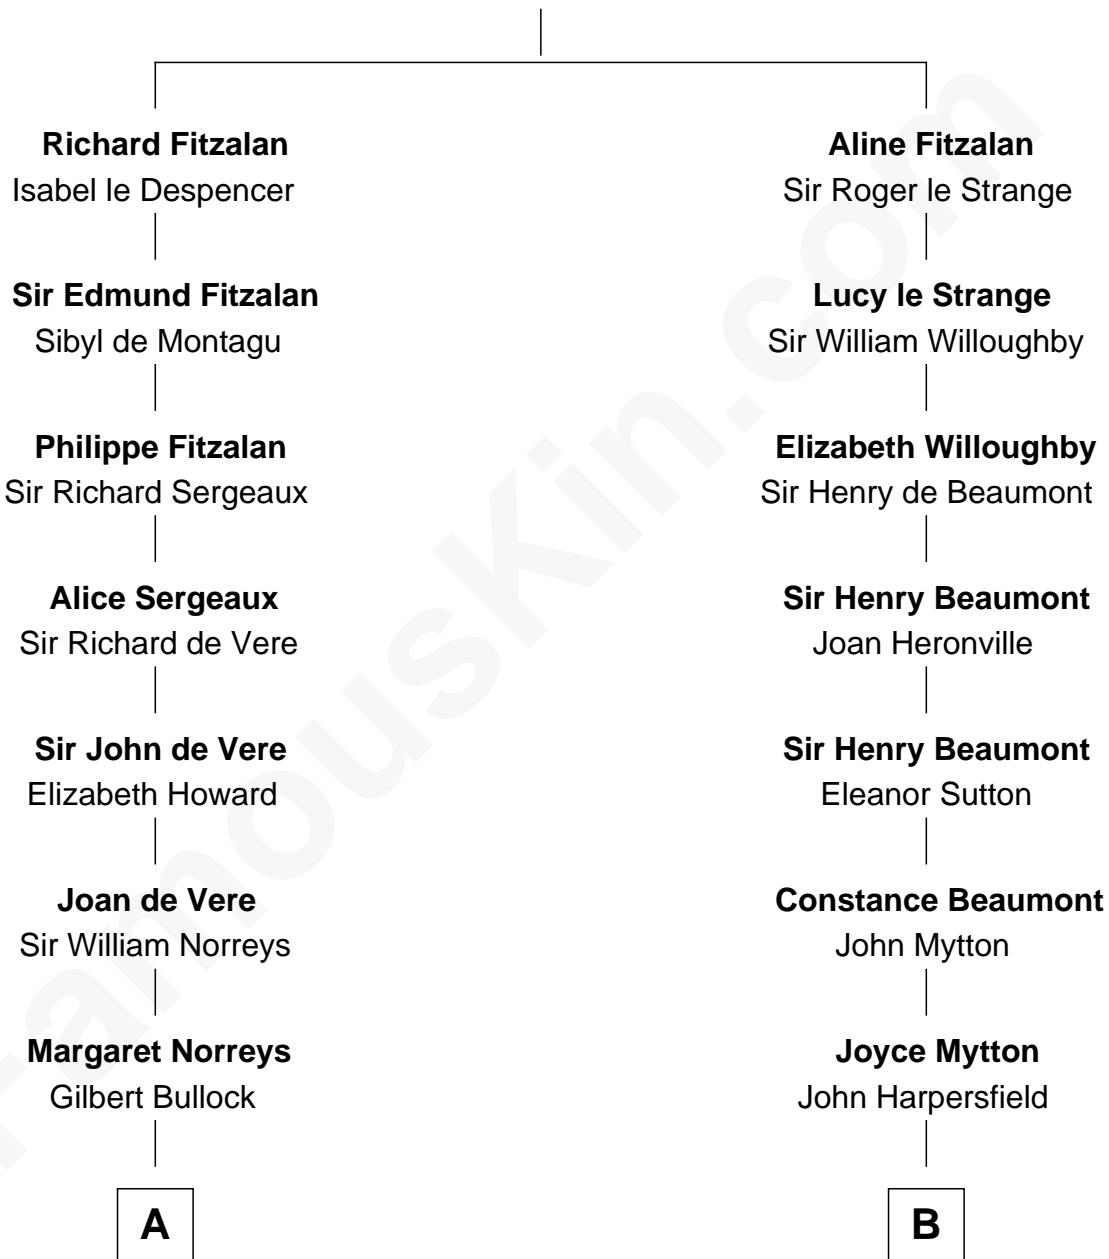 Richard Fitzalan
Isabel le Despencer
Sir Edmund Fitzalan
Sibyl de Montagu
Philippe Fitzalan
Sir Richard Sergeaux
Alice Sergeaux
Sir Richard de Vere
Sir John de Vere
Elizabeth Howard
Joan de Vere
Sir William Norreys
Margaret Norreys
Gilbert Bullock
A
Aline Fitzalan
Sir Roger le Strange
Lucy le Strange
Sir William Willoughby
Elizabeth Willoughby
Sir Henry de Beaumont
Sir Henry Beaumont
Joan Heronville
Sir Henry Beaumont
Eleanor Sutton
Constance Beaumont
John Mytton
Joyce Mytton
John Harpersfield
B
FamousKin.com